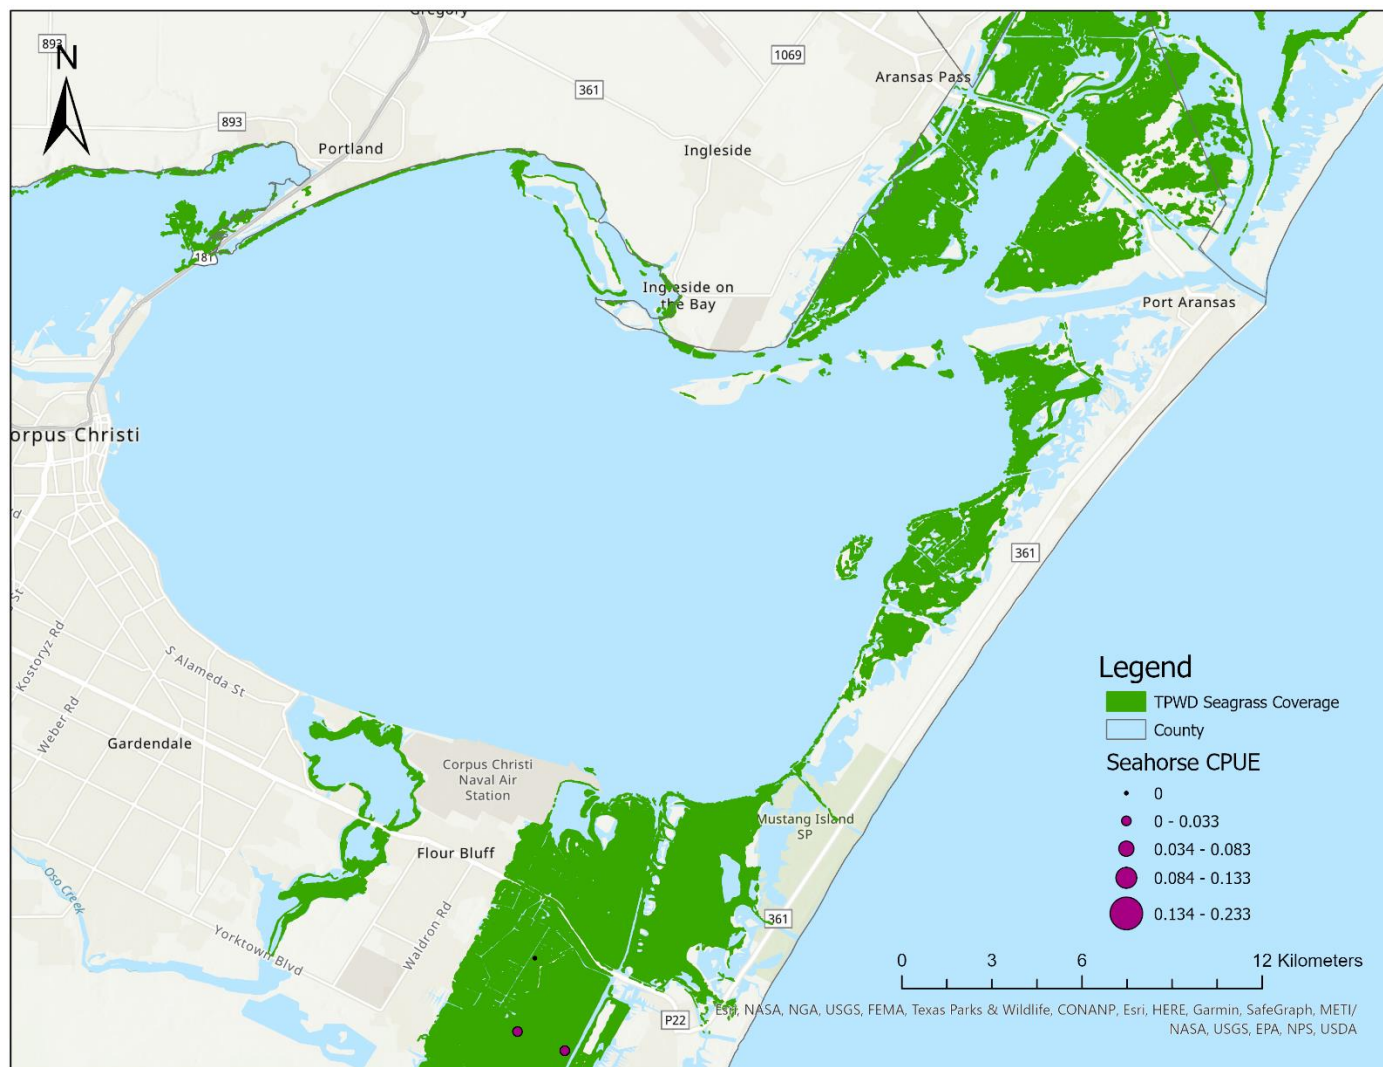 Gregory
893
N
1069
Aransas Pass
361
893
Portland
Ingleside
181
Ingleside on
the Bay
Port Aransas
orpus Christi
rd
361
St
Kostoryz Rd
S Alameda St
Weber Rd
Gardendale
Corpus Christi
Naval Air
Station
Mustang Island
SP
Flour Bluff
Oso Creek
Waldron Rd
Yorktown Blvd
361
P22
Legend
TPWD Seagrass Coverage
County
Seahorse CPUE
0
0 - 0.033
0.034 - 0.083
0.084 - 0.133
0.134 - 0.233
0 3 6 12 Kilometers
Esri, NASA, NGA, USGS, FEMA, Texas Parks & Wildlife, CONANP, Esri, HERE, Garmin, SafeGraph, METI/
NASA, USGS, EPA, NPS, USDA